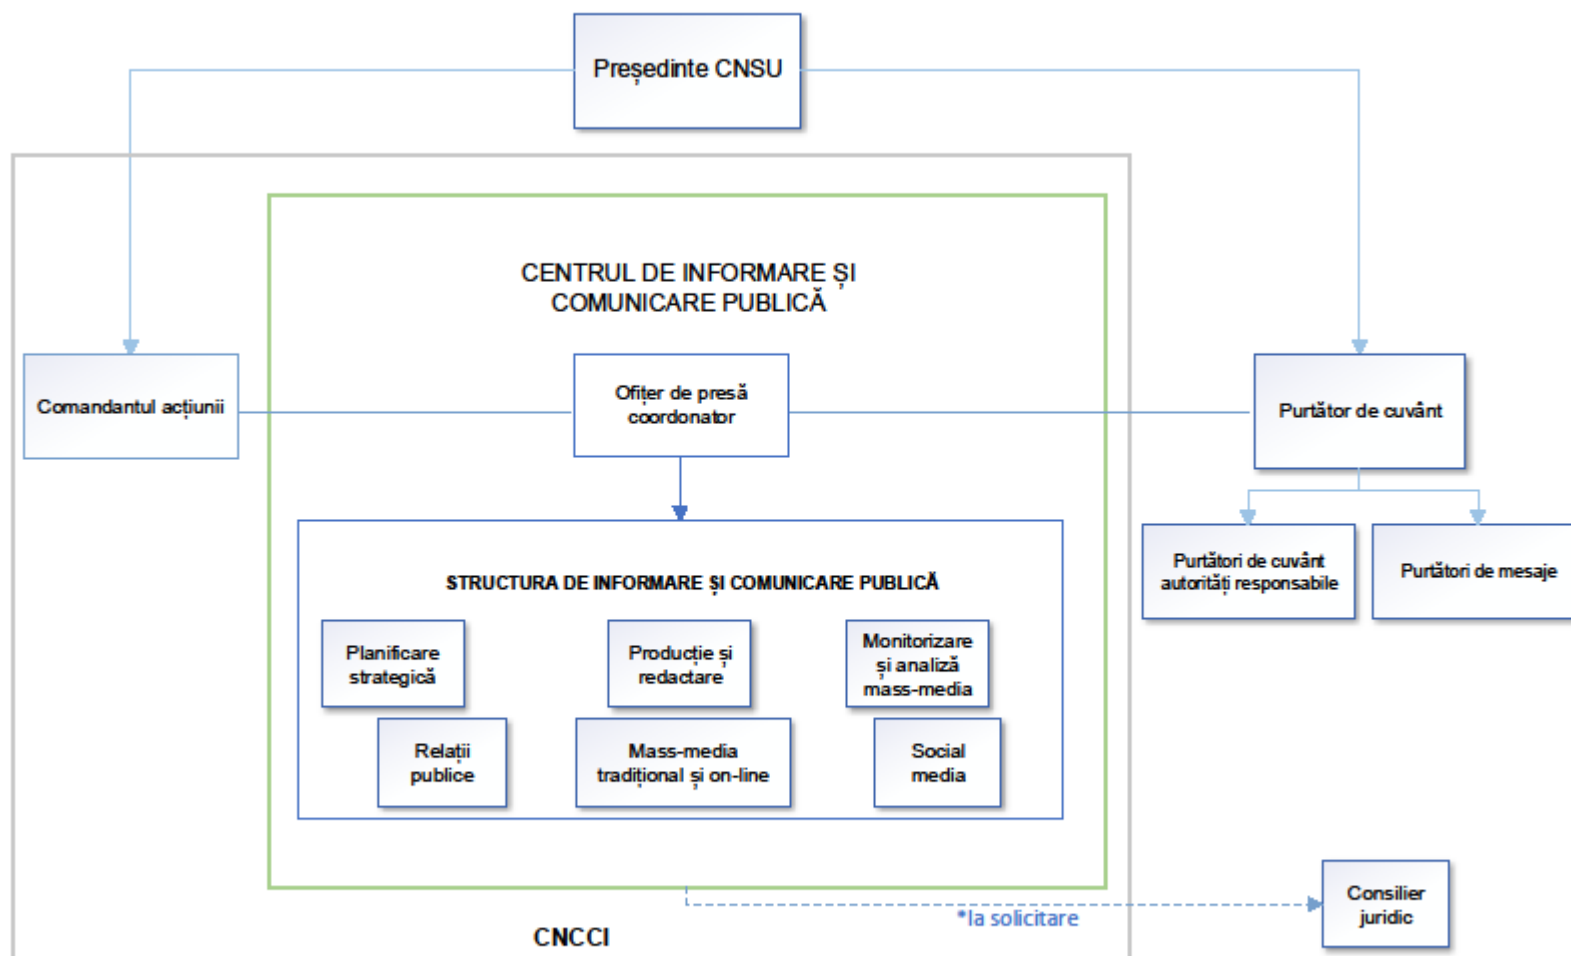 Președinte CNSU
CENTRUL DE INFORMARE ȘI
COMUNICARE PUBLICĂ
Comandantul acțiunii
Ofițer de presă
coordonator
Purtător de cuvânt
Purtători de cuvânt
autorități responsabile
Purtători de mesaje
STRUCTURA DE INFORMARE ȘI COMUNICARE PUBLICĂ
Planificare
strategică
Producție și
redactare
Monitorizare
și analiză
mass-media
Relații
publice
Mass-media
tradițional și on-line
Social
media
Consilier
juridic
*la solicitare
CNCCI